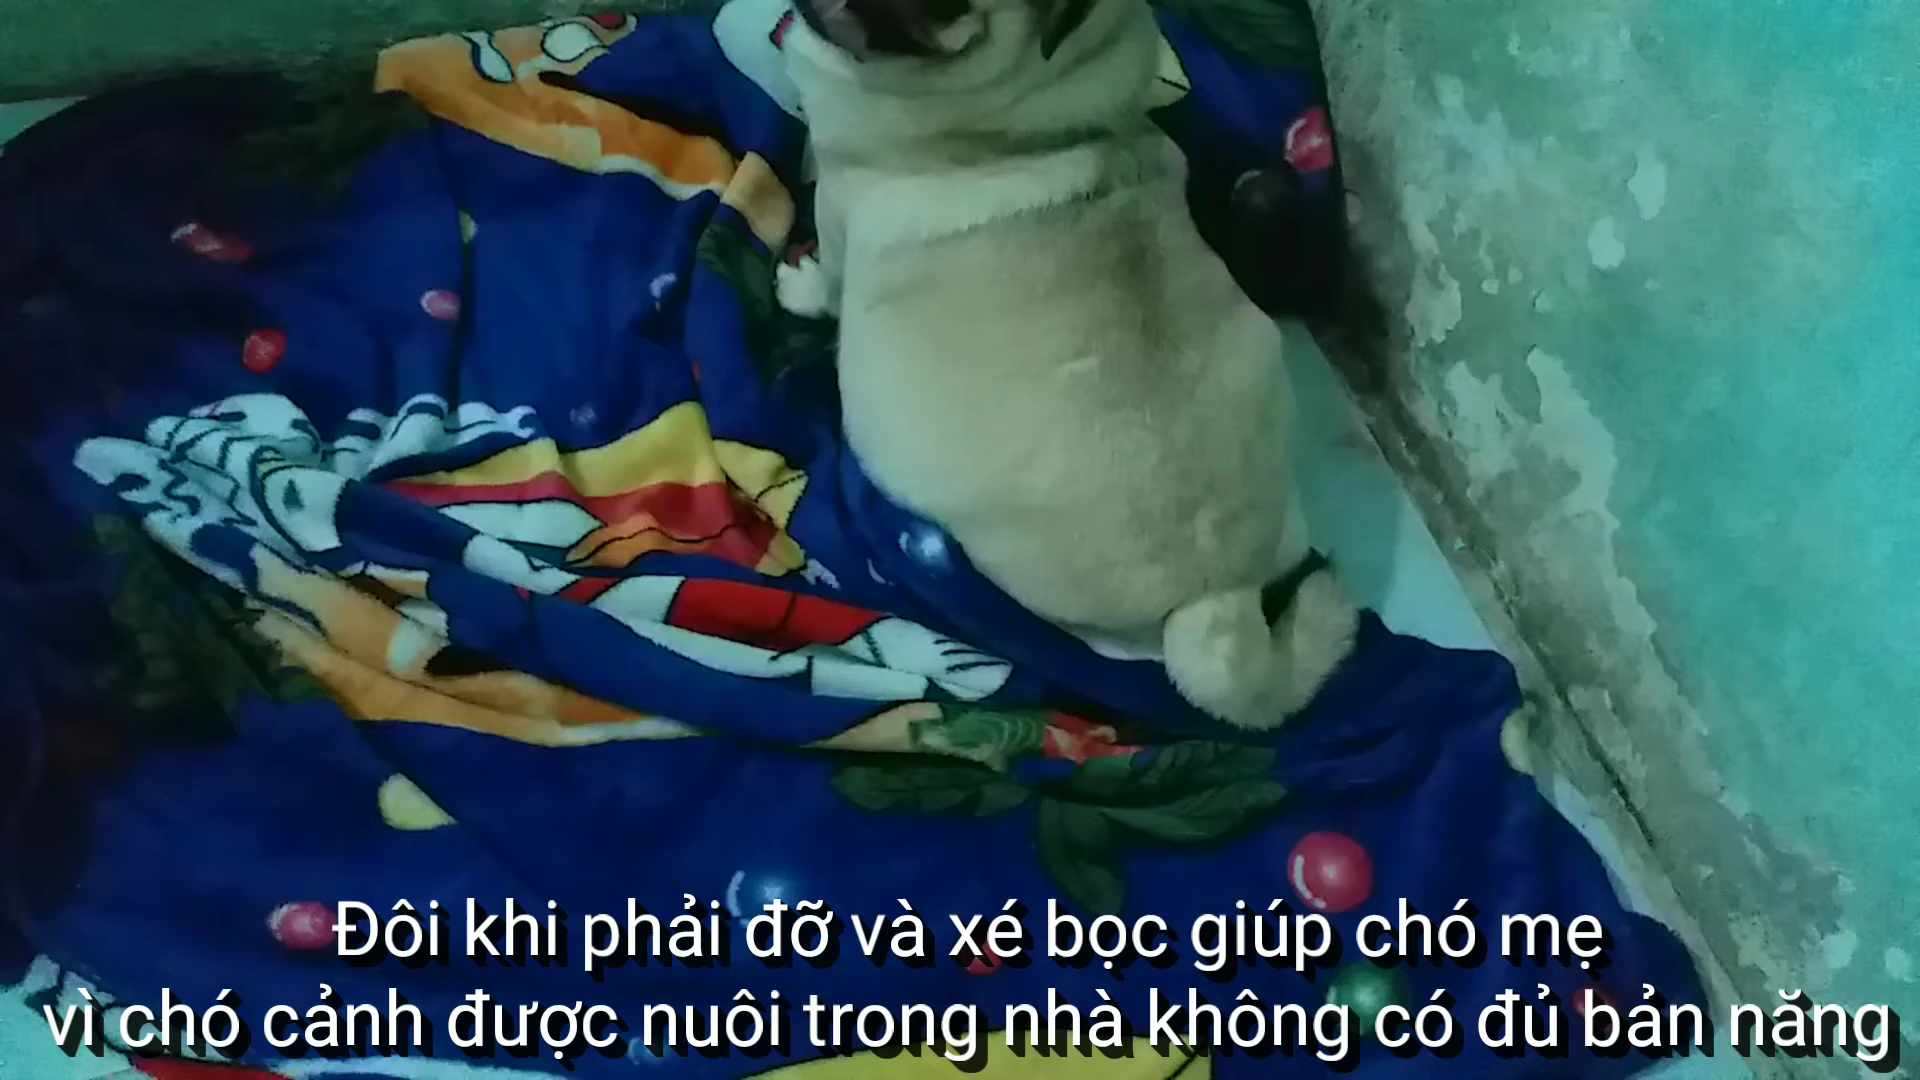 Đôi khi phải đỡ và xé bọc giúp chó mẹ
vì chó cảnh được nuôi trong nhà không có đủ bản năng